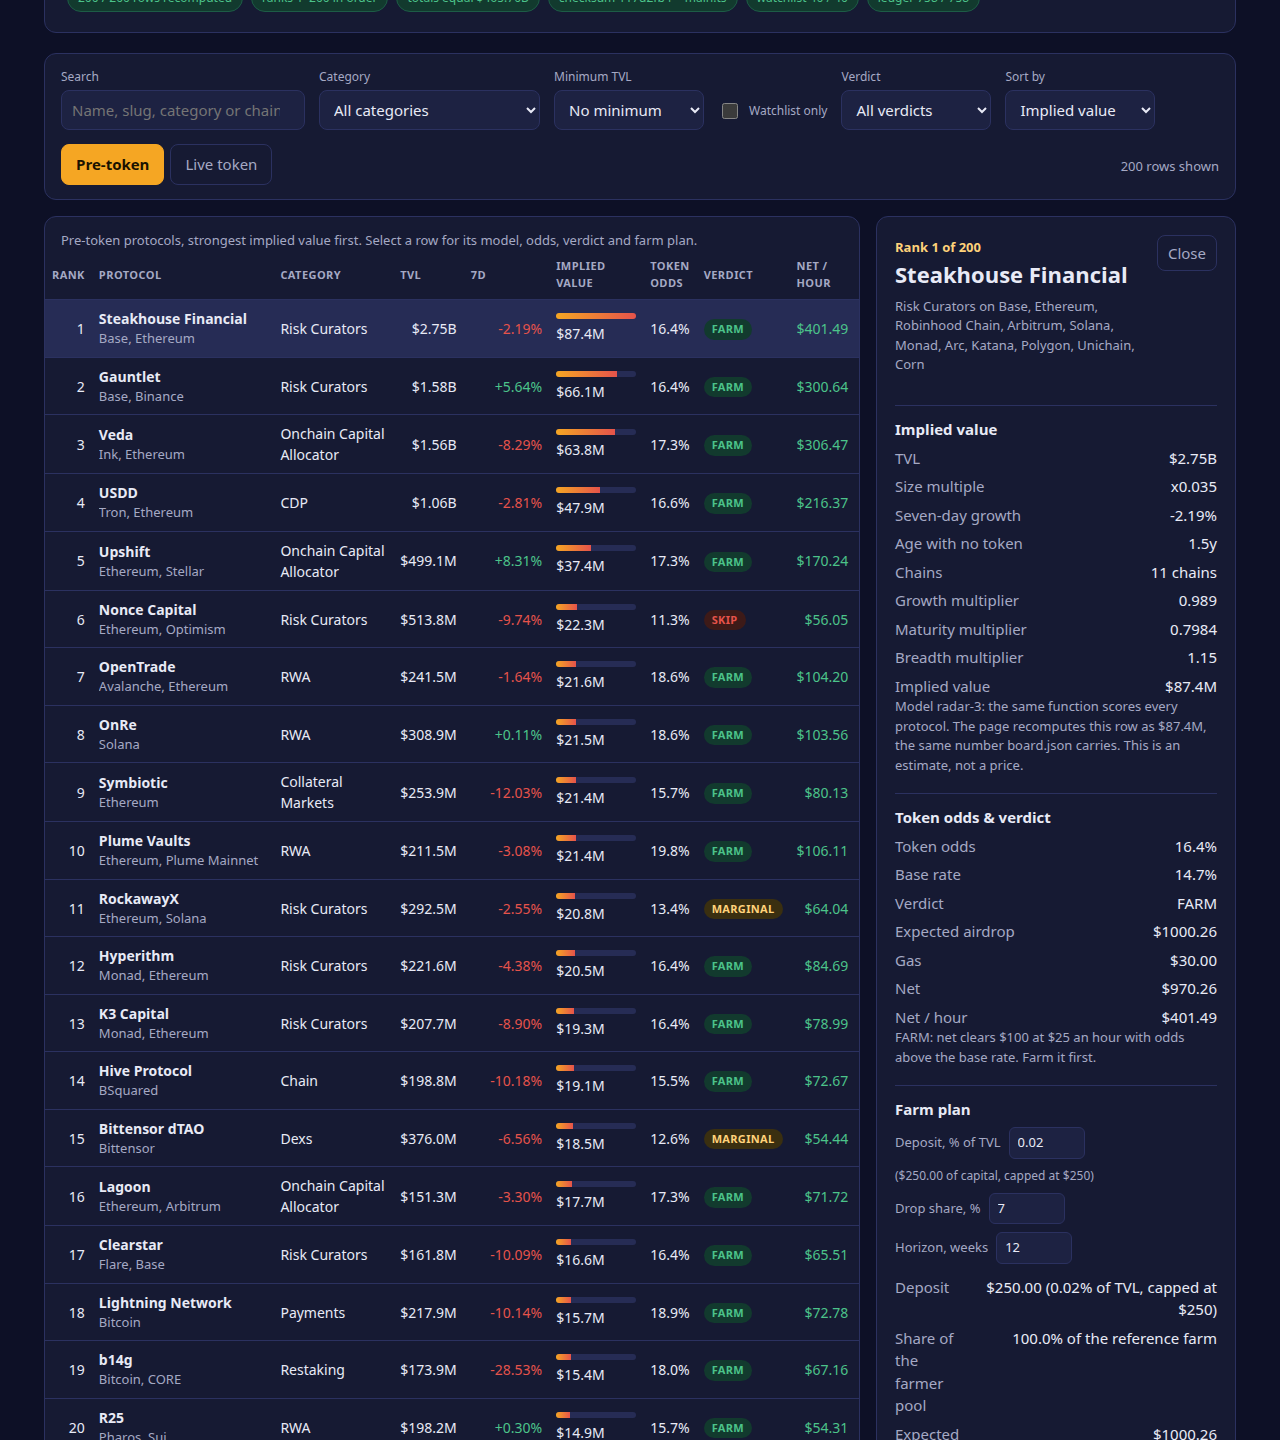 Search
Category
Minimum TVL
Verdict
Sort by
Name, slug, category or chain
All categories
No minimum
Watchlist only
All verdicts
Implied value
Pre-token
Live token
200 rows shown
Pre-token protocols, strongest implied value first. Select a row for its model, odds, verdict and farm plan.
RANK PROTOCOL CATEGORY TVL 7D IMPLIED VALUE TOKEN ODDS VERDICT NET / HOUR
1 Steakhouse Financial Risk Curators $2.75B -2.19% $87.4M 16.4% FARM $401.49
Base, Ethereum
2 Gauntlet Risk Curators $1.58B +5.64% $66.1M 16.4% FARM $300.64
Base, Binance
3 Veda Onchain Capital Allocator $1.56B -8.29% $63.8M 17.3% FARM $306.47
Ink, Ethereum
4 USDD CDP $1.06B -2.81% $47.9M 16.6% FARM $216.37
Tron, Ethereum
5 Upshift Onchain Capital Allocator $499.1M +8.31% $37.4M 17.3% FARM $170.24
Ethereum, Stellar
6 Nonce Capital Risk Curators $513.8M -9.74% $22.3M 11.3% SKIP $56.05
Ethereum, Optimism
7 OpenTrade RWA $241.5M -1.64% $21.6M 18.6% FARM $104.20
Avalanche, Ethereum
8 OnRe RWA $308.9M +0.11% $21.5M 18.6% FARM $103.56
Solana
9 Symbiotic Collateral Markets $253.9M -12.03% $21.4M 15.7% FARM $80.13
Ethereum
10 Plume Vaults RWA $211.5M -3.08% $21.4M 19.8% FARM $106.11
Ethereum, Plume Mainnet
11 RockawayX Risk Curators $292.5M -2.55% $20.8M 13.4% MARGINAL $64.04
Ethereum, Solana
12 Hyperithm Risk Curators $221.6M -4.38% $20.5M 16.4% FARM $84.69
Monad, Ethereum
13 K3 Capital Risk Curators $207.7M -8.90% $19.3M 16.4% FARM $78.99
Monad, Ethereum
14 Hive Protocol Chain $198.8M -10.18% $19.1M 15.5% FARM $72.67
BSquared
15 Bittensor dTAO Dexs $376.0M -6.56% $18.5M 12.6% MARGINAL $54.44
Bittensor
16 Lagoon Onchain Capital Allocator $151.3M -3.30% $17.7M 17.3% FARM $71.72
Ethereum, Arbitrum
17 Clearstar Risk Curators $161.8M -10.09% $16.6M 16.4% FARM $65.51
Flare, Base
18 Lightning Network Payments $217.9M -10.14% $15.7M 18.9% FARM $72.78
Bitcoin
19 b14g Restaking $173.9M -28.53% $15.4M 18.0% FARM $67.16
Bitcoin, CORE
20 R25 RWA $198.2M +0.30% $14.9M 15.7% FARM $54.31
Pharos, Sui
Rank 1 of 200
Close
Steakhouse Financial
Risk Curators on Base, Ethereum,
Robinhood Chain, Arbitrum, Solana,
Monad, Arc, Katana, Polygon, Unichain,
Corn
Implied value
TVL $2.75B
Size multiple x0.035
Seven-day growth -2.19%
Age with no token 1.5y
Chains 11 chains
Growth multiplier 0.989
Maturity multiplier 0.7984
Breadth multiplier 1.15
Implied value $87.4M
Model radar-3: the same function scores every
protocol. The page recomputes this row as $87.4M,
the same number board.json carries. This is an
estimate, not a price.
Token odds & verdict
Token odds 16.4%
Base rate 14.7%
Verdict FARM
Expected airdrop $1000.26
Gas $30.00
Net $970.26
Net / hour $401.49
FARM: net clears $100 at $25 an hour with odds
above the base rate. Farm it first.
Farm plan
Deposit, % of TVL 0.02
($250.00 of capital, capped at $250)
Drop share, % 7
Horizon, weeks 12
Deposit $250.00 (0.02% of TVL, capped at
$250)
Share of 100.0% of the reference farm
the
farmer
pool
Expected $1000.26